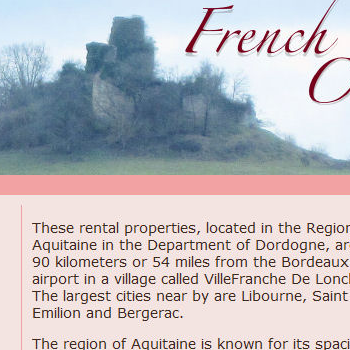 French
C
These rental properties, located in the Region
Aquitaine in the Department of Dordogne, ar
90 kilometers or 54 miles from the Bordeaux
airport in a village called VilleFranche De Lonc
The largest cities near by are Libourne, Saint
Emilion and Bergerac.
The region of Aquitaine is known for its spaci